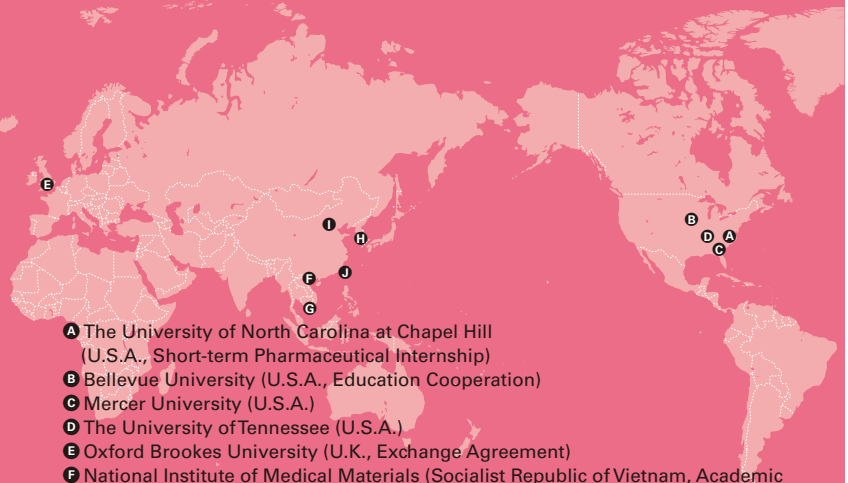 E
I
H
F
J
G
B
D
A
C
A The University of North Carolina at Chapel Hill
(U.S.A., Short-term Pharmaceutical Internship)
B Bellevue University (U.S.A., Education Cooperation)
C Mercer University (U.S.A.)
D The University of Tennessee (U.S.A.)
E Oxford Brookes University (U.K., Exchange Agreement)
F National Institute of Medical Materials (Socialist Republic of Vietnam, Academic